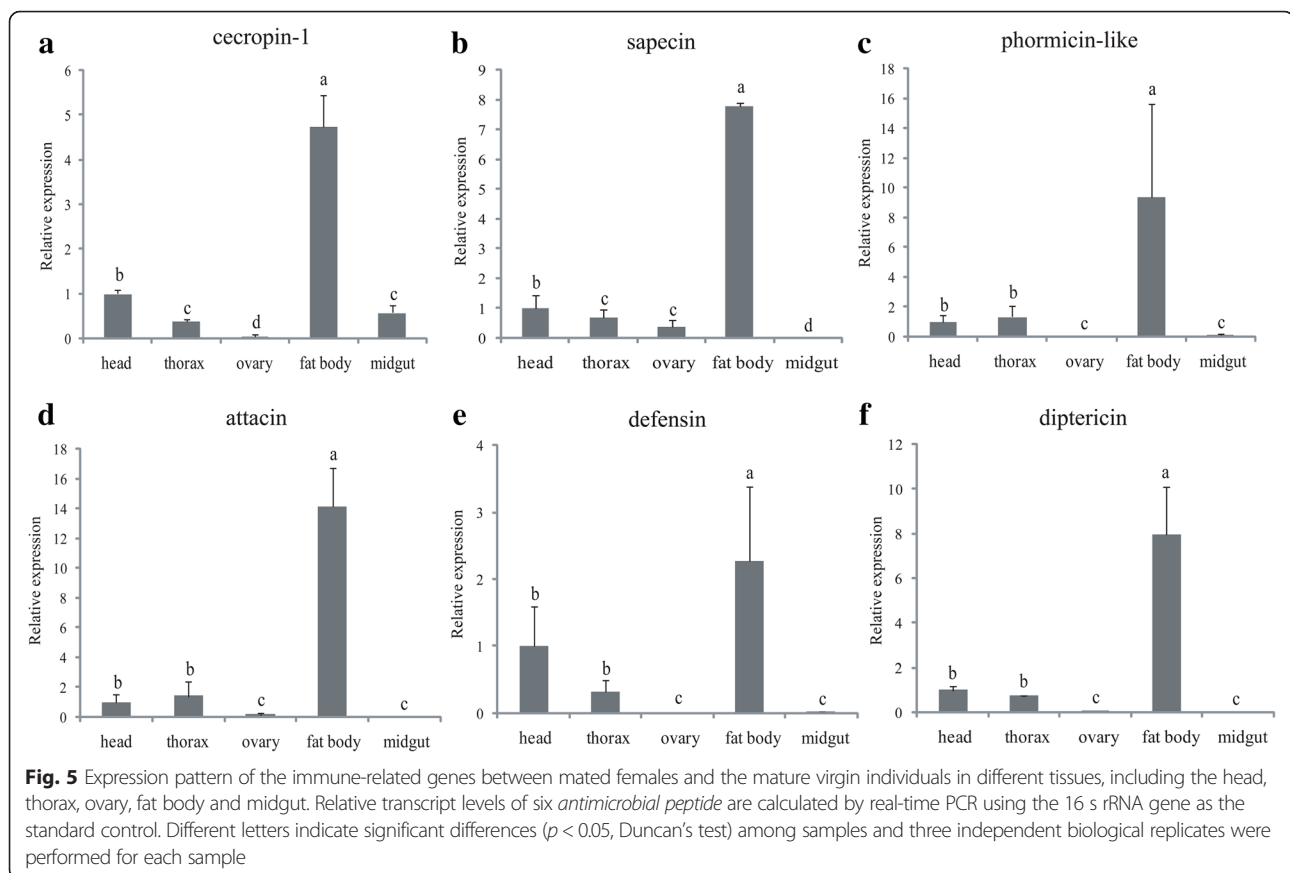 a cecropin-1
6
5
4
3
2
1
0
Relative expression
b
c
d
a
c
head thorax ovary fat body midgut
b sapecin
9
8
7
6
5
4
3
2
1
0
Relative expression
b
c
c
a
d
head thorax ovary fat body midgut
c phormicin-like
18
16
14
12
10
8
6
4
2
0
Relative expression
b
b
c
a
c
head thorax ovary fat body midgut
d attacin
18
16
14
12
10
8
6
4
2
0
Relative expression
b
b
c
a
c
head thorax ovary fat body midgut
e defensin
4
3
2
1
0
Relative expression
b
b
c
a
c
head thorax ovary fat body midgut
f diptericin
12
10
8
6
4
2
0
Relative expression
b
b
c
a
c
head thorax ovary fat body midgut
Fig. 5 Expression pattern of the immune-related genes between mated females and the mature virgin individuals in different tissues, including the head,
thorax, ovary, fat body and midgut. Relative transcript levels of six antimicrobial peptide are calculated by real-time PCR using the 16 s rRNA gene as the
standard control. Different letters indicate significant differences (p < 0.05, Duncan's test) among samples and three independent biological replicates were
performed for each sample